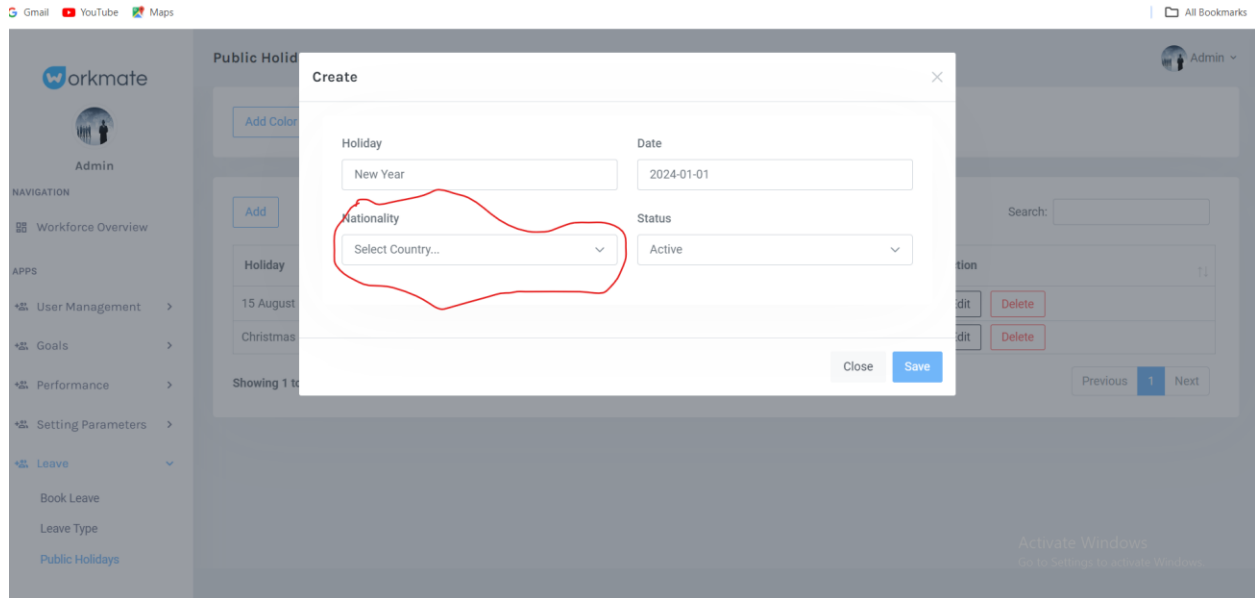 Gmail YouTube Maps All Bookmarks
workmate
Admin
NAVIGATION
Workforce Overview
APPS
User Management
Goals
Performance
Setting Parameters
Leave
Book Leave
Leave Type
Public Holidays
Public Holid
Admin
Add Color
Add
Search:
Holiday
tion
15 August
dit Delete
Christmas
dit Delete
Showing 1 to
Previous 1 Next
Create
Holiday Date
New Year 2024-01-01
Nationality Status
Select Country... Active
Close Save
Activate Windows
Go to Settings to activate Windows.